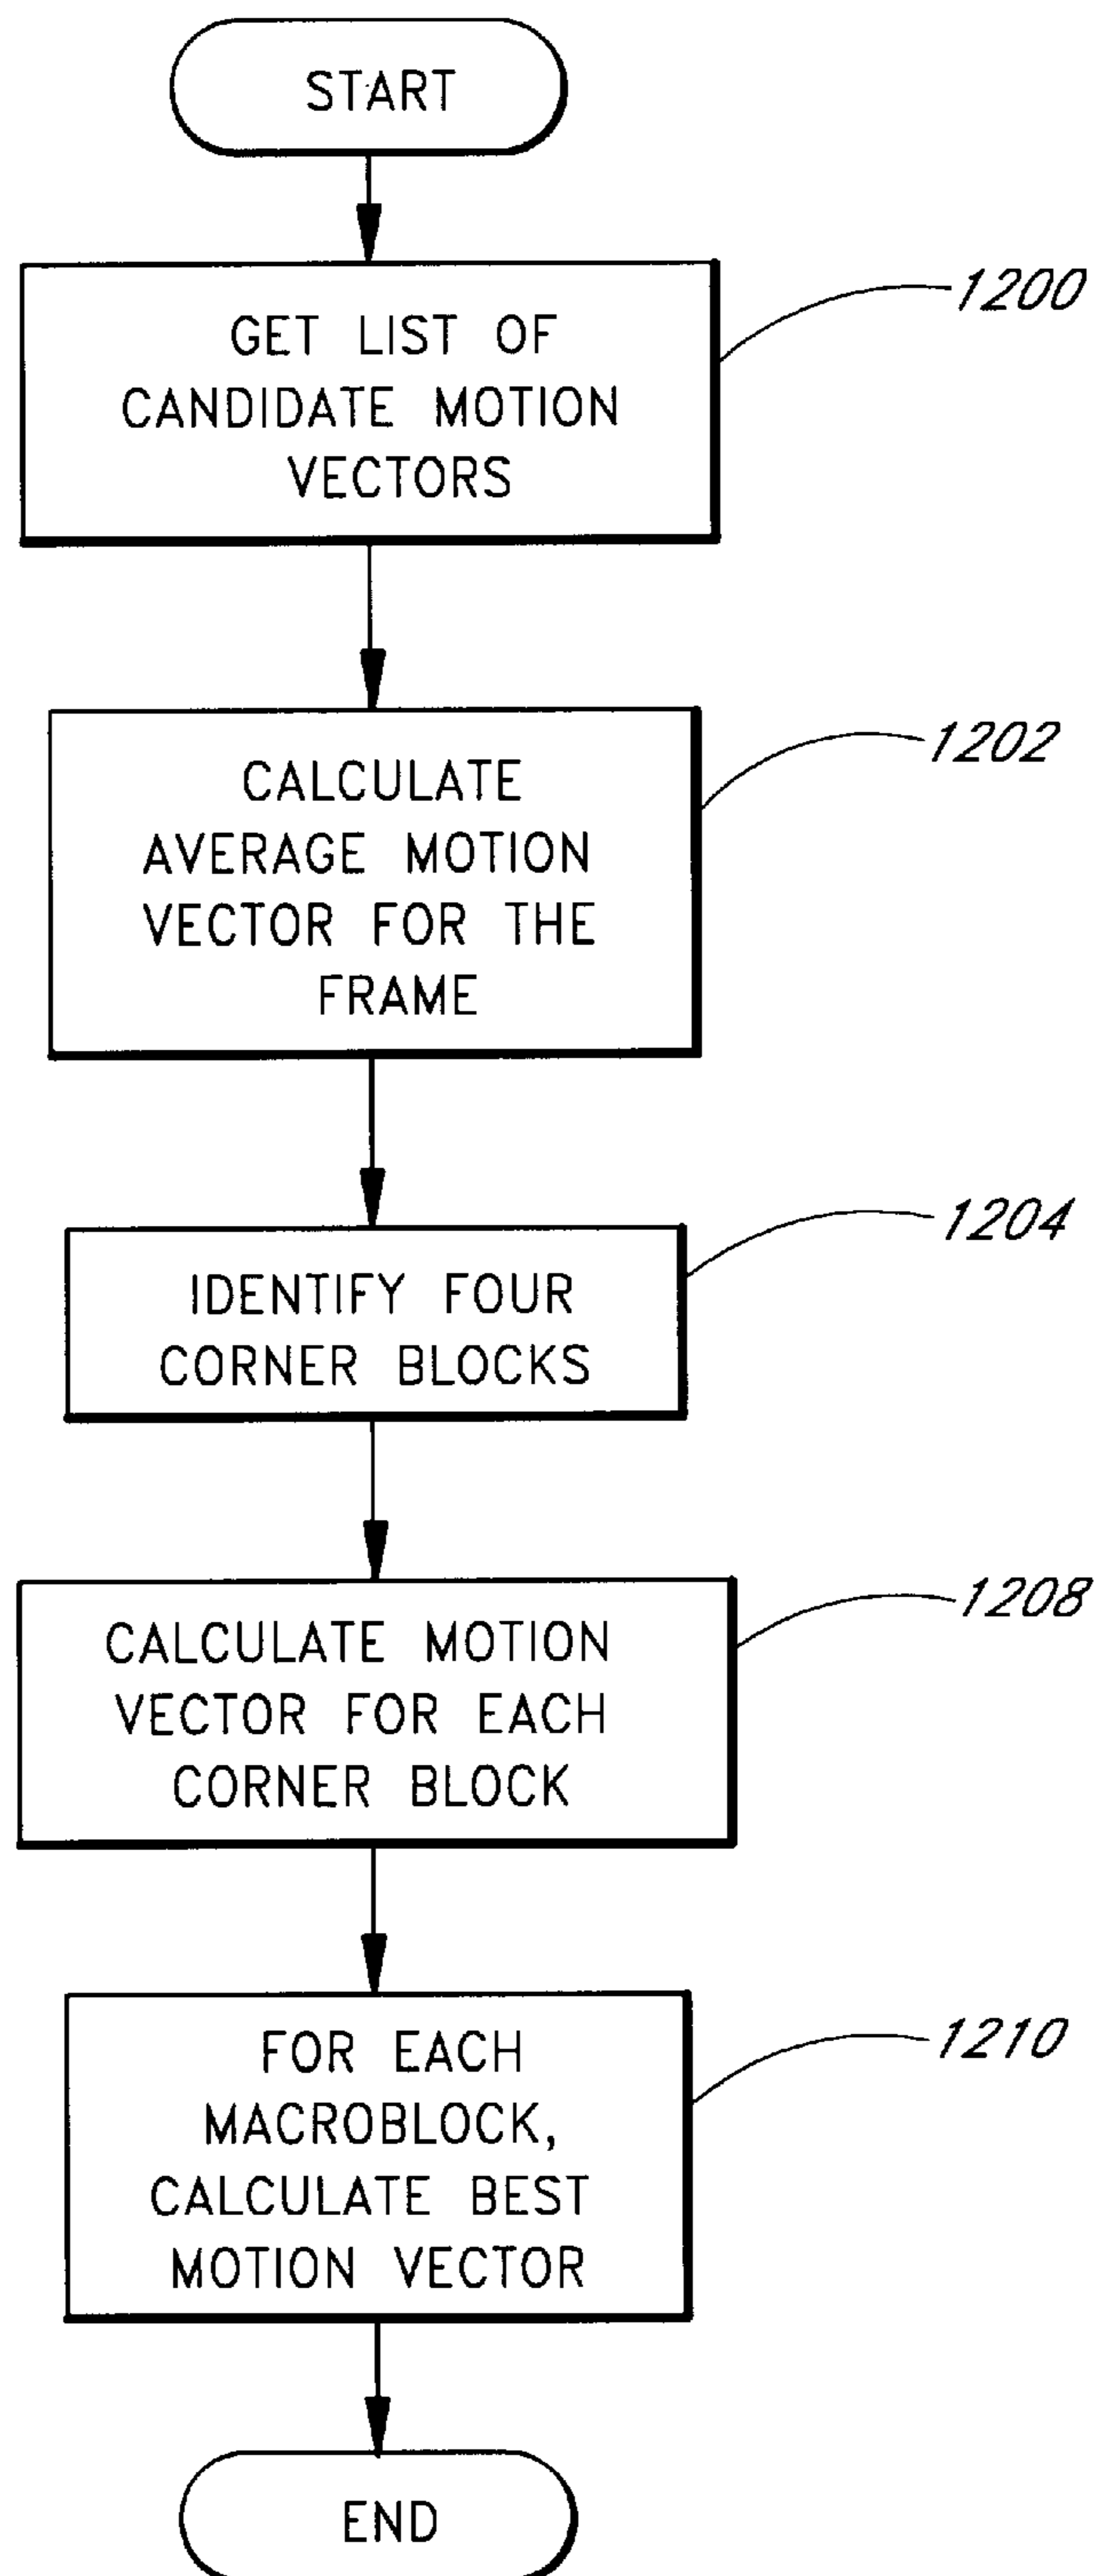 START
GET LIST OF
CANDIDATE MOTION
VECTORS
1200
CALCULATE
AVERAGE MOTION
VECTOR FOR THE
FRAME
1202
IDENTIFY FOUR
CORNER BLOCKS
1204
CALCULATE MOTION
VECTOR FOR EACH
CORNER BLOCK
1208
FOR EACH
MACROBLOCK,
CALCULATE BEST
MOTION VECTOR
1210
END